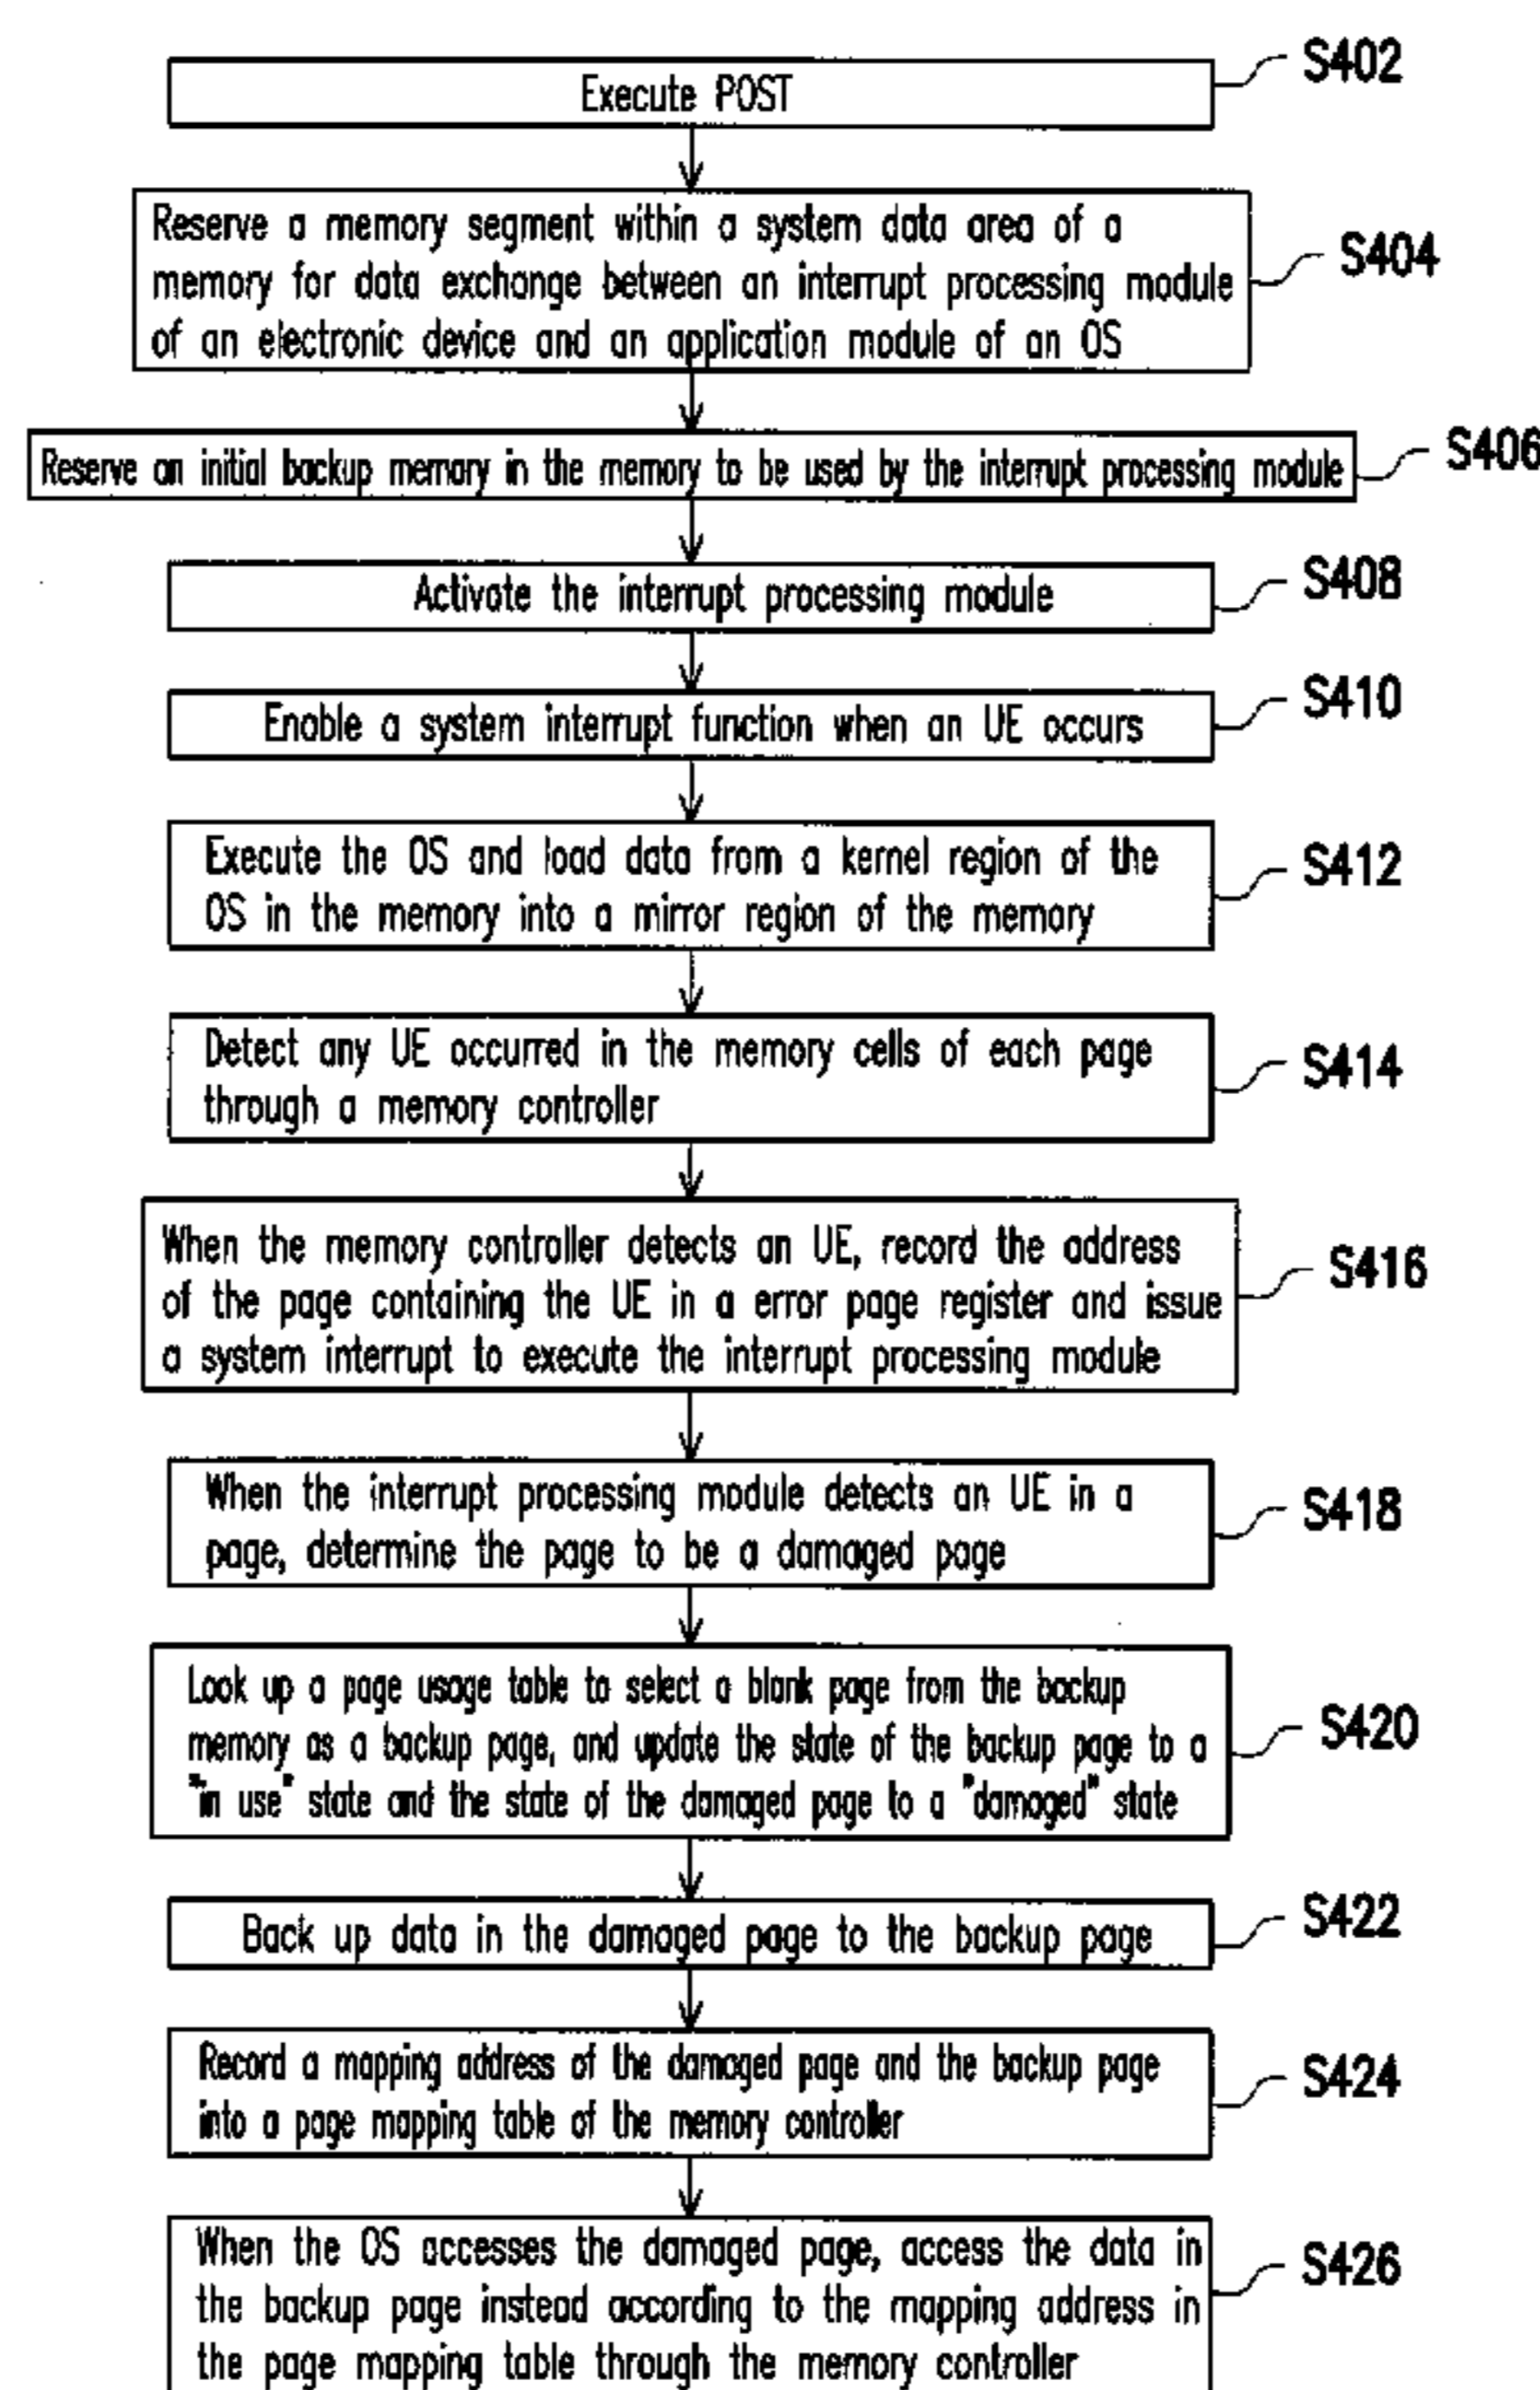 Execute POST
S402
Reserve a memory segment within a system data area of a
memory for data exchange between an interrupt processing module
of an electronic device and an application module of an OS
S404
Reserve an initial backup memory in the memory to be used by the interrupt processing module
S406
Activate the interrupt processing module
S408
Enable a system interrupt function when an UE occurs
S410
Execute the OS and load data from a kernel region of the
OS in the memory into a mirror region of the memory
S412
Detect any UE occurred in the memory cells of each page
through a memory controller
S414
When the memory controller detects an UE, record the address
of the page containing the UE in a error page register and issue
a system interrupt to execute the interrupt processing module
S416
When the interrupt processing module detects an UE in a
page, determine the page to be a damaged page
S418
Look up a page usage table to select a blank page from the backup
memory as a backup page, and update the state of the backup page to a
"in use" state and the state of the damaged page to a "damaged" state
S420
Back up data in the damaged page to the backup page
S422
Record a mapping address of the damaged page and the backup page
into a page mapping table of the memory controller
S424
When the OS accesses the damaged page, access the data in
the backup page instead according to the mapping address in
the page mapping table through the memory controller
S426